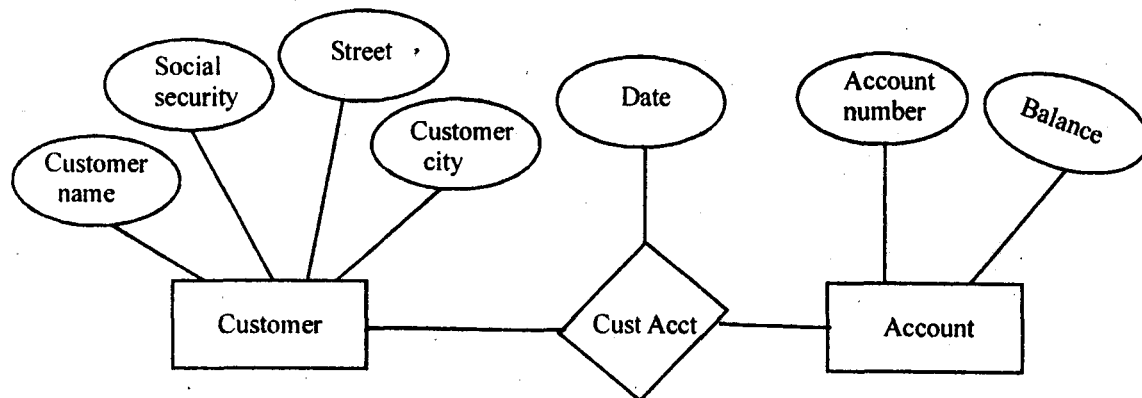 Social
security
Street
Customer
city
Customer
name
Date
Account
number
Balance
Customer
Cust Acct
Account